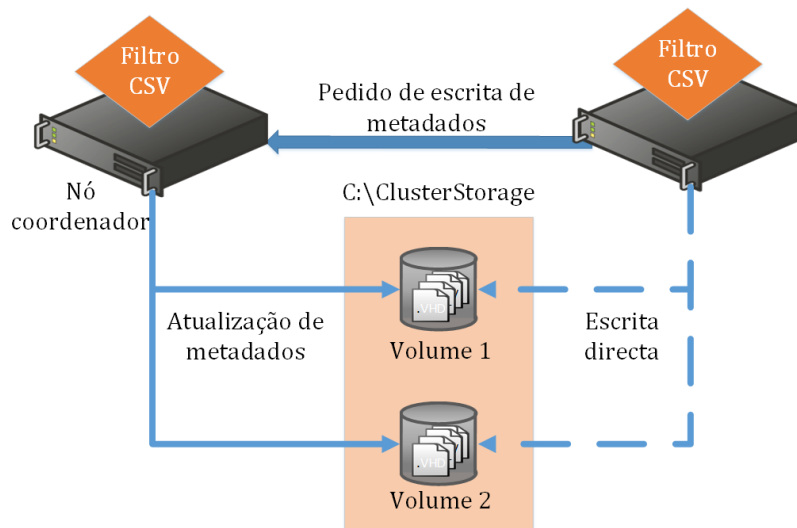 Filtro
CSV
Filtro
CSV
Pedido de escrita de
metadados
Nó
coordenador
C:\ClusterStorage
.VHD
Volume 1
Atualização de
metadados
Escrita
directa
.VHD
Volume 2